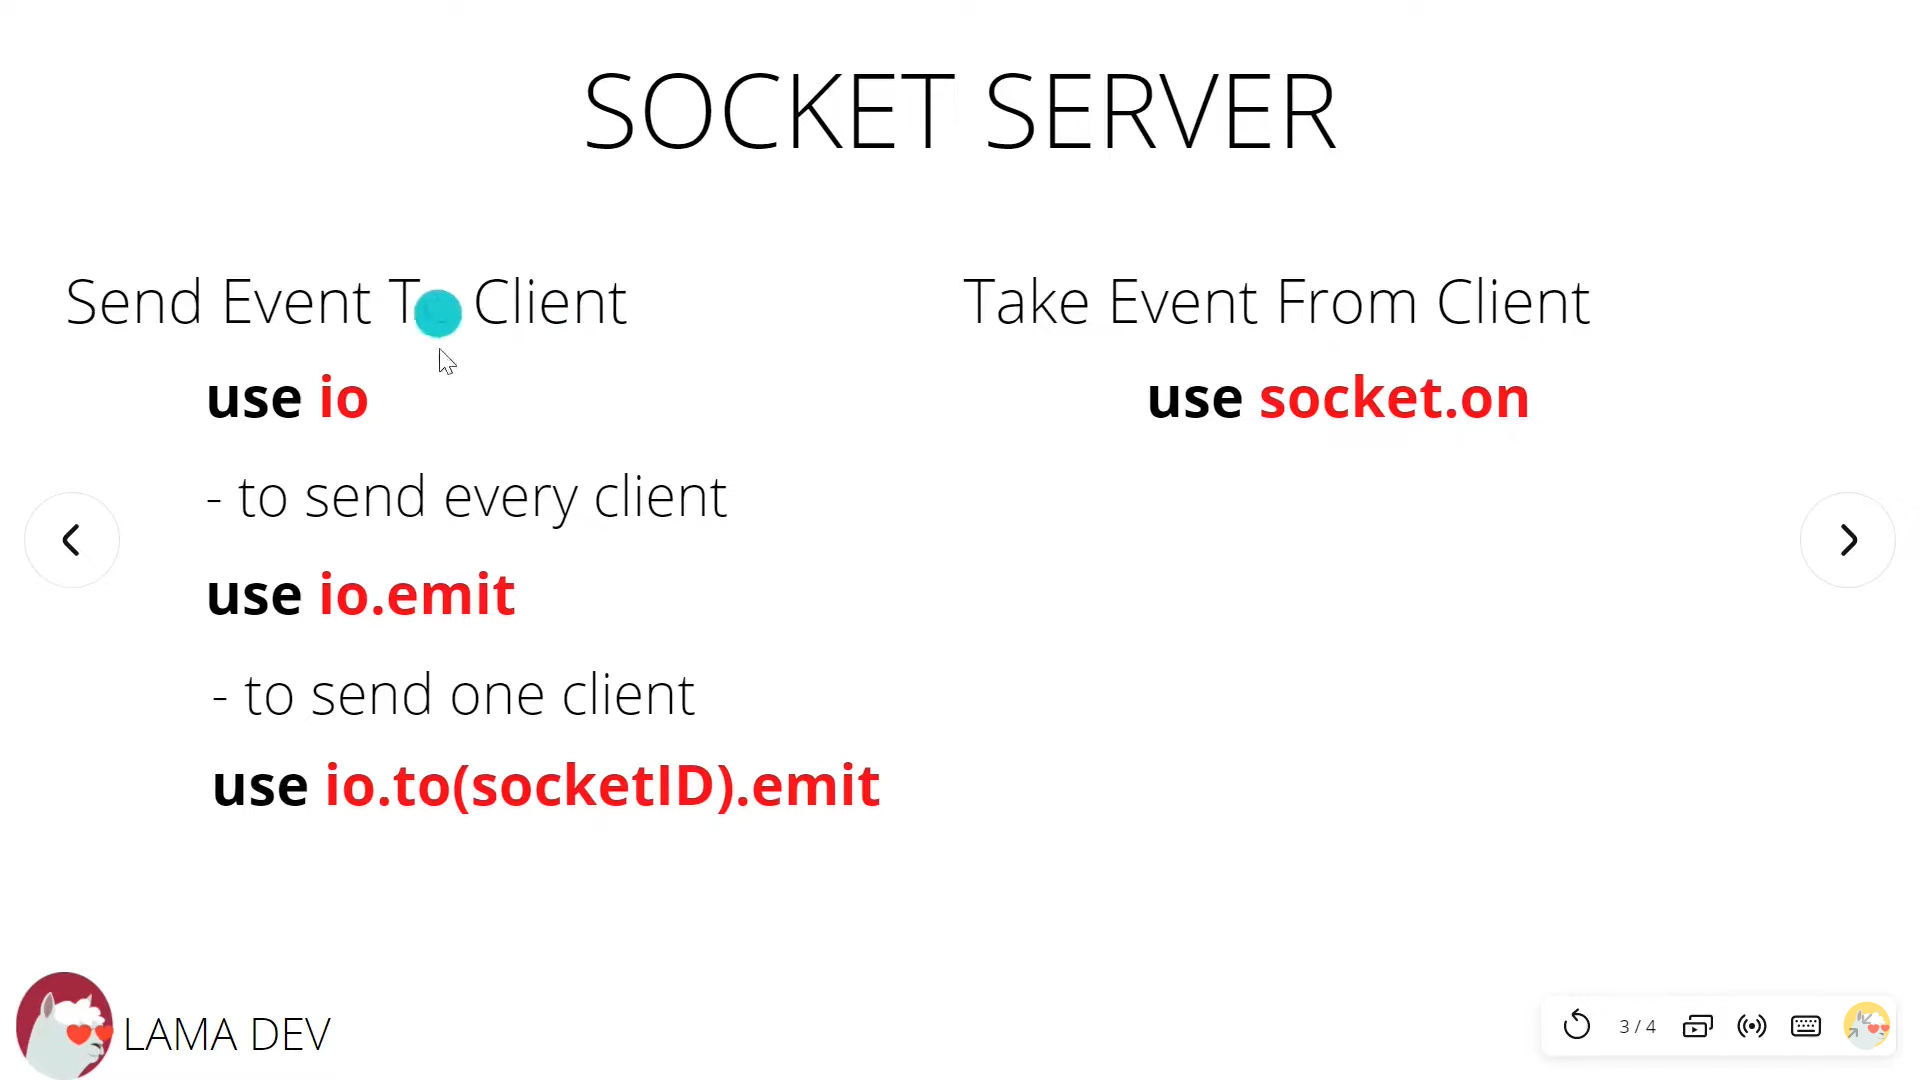 SOCKET SERVER
Send Event To Client
use io
- to send every client
use io.emit
- to send one client
use io.to(socketID).emit
Take Event From Client
use socket.on
LAMA DEV
3 / 4